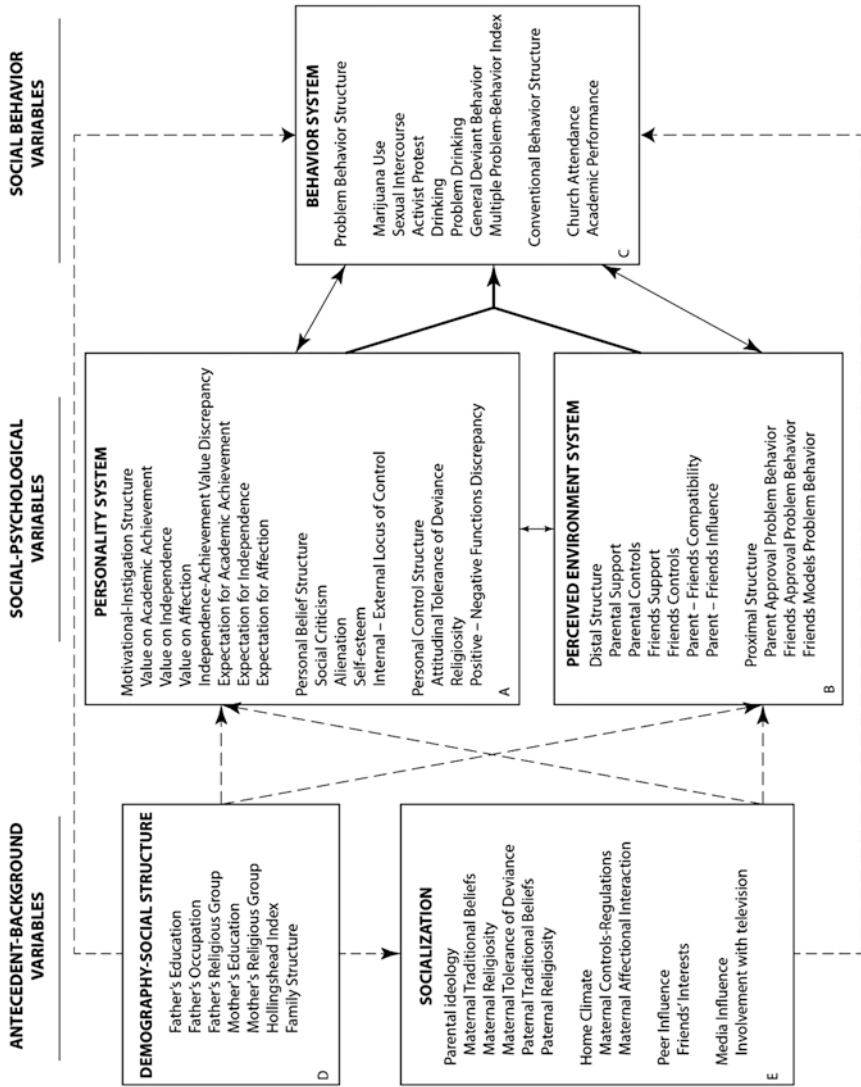 ANTECEDENT-BACKGROUND
VARIABLES
SOCIAL-PSYCHOLOGICAL
VARIABLES
SOCIAL BEHAVIOR
VARIABLES
DEMOGRAPHY-SOCIAL STRUCTURE
Father's Education
Father's Occupation
Father's Religious Group
Mother's Education
Mother's Religious Group
Hollingshead Index
Family Structure
D
SOCIALIZATION
Parental ideology
Maternal Traditional Beliefs
Maternal Religiosity
Maternal Tolerance of Deviance
Paternal Traditional Beliefs
Paternal Religiosity
Home Climate
Maternal Controls-Regulations
Maternal Affectional Interaction
Peer Influence
Friends' Interests
Media Influence
Involvement with television
E
PERSONALITY SYSTEM
Motivational-Instigation Structure
Value on Academic Achievement
Value on Independence
Value on Affection
Independence-Achievement Value Discrepancy
Expectation for Academic Achievement
Expectation for Independence
Expectation for Affection
Personal Belief Structure
Social Criticism
Alienation
Self-esteem
Internal – External Locus of Control
Personal Control Structure
Attitudinal Tolerance of Deviance
Religiosity
Positive – Negative Functions Discrepancy
A
PERCEIVED ENVIRONMENT SYSTEM
Distal Structure
Parental Support
Parental Controls
Friends Support
Friends Controls
Parent – Friends Compatibility
Parent – Friends Influence
Proximal Structure
Parent Approval Problem Behavior
Friends Approval Problem Behavior
Friends Models Problem Behavior
B
BEHAVIOR SYSTEM
Problem Behavior Structure
Marijuana Use
Sexual Intercourse
Activist Protest
Drinking
Problem Drinking
General Deviant Behavior
Multiple Problem-Behavior Index
Conventional Behavior Structure
Church Attendance
Academic Performance
C